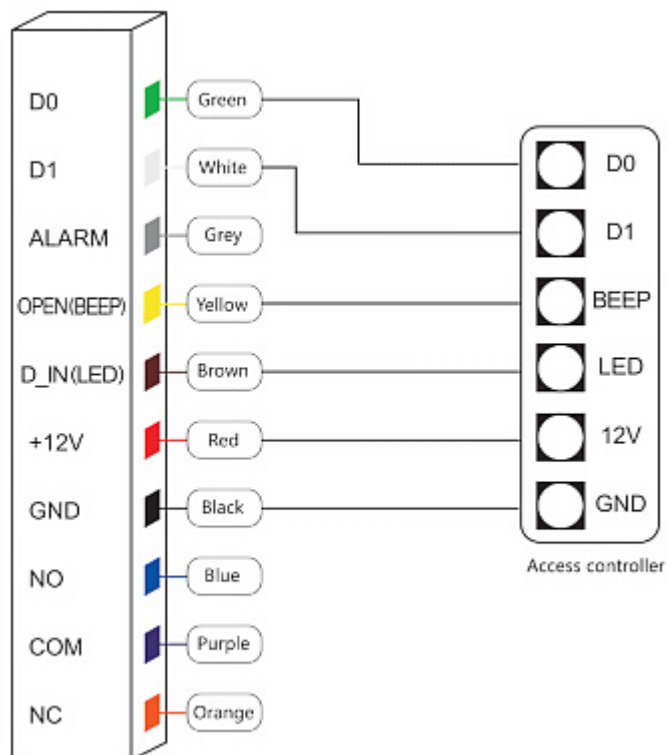 D0 Green
D0
D1 White
D1
ALARM Grey
OPEN(BEEP) Yellow BEEP
D_IN(LED) Brown LED
+12V Red 12V
GND Black GND
Access controller
NO Blue
COM Purple
NC Orange